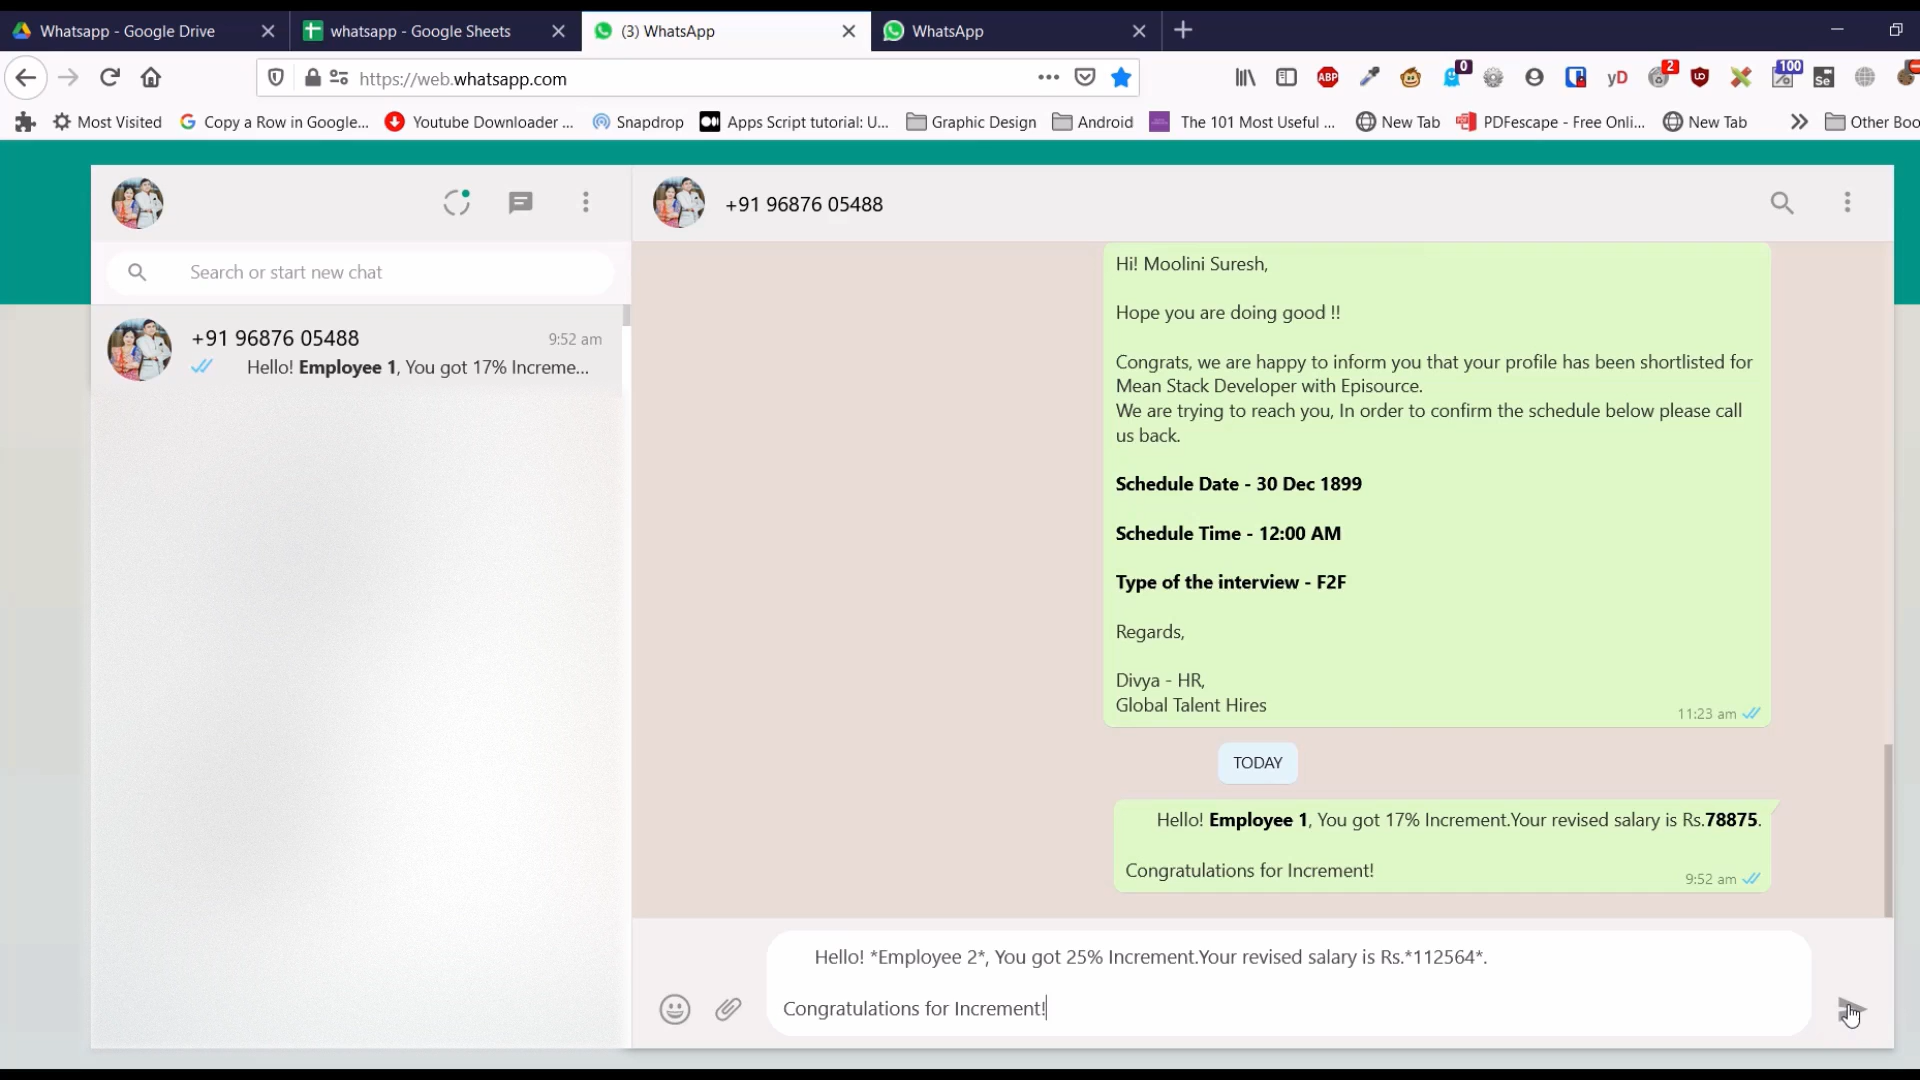 Whatsapp - Google Drive
whatsapp - Google Sheets
(3) WhatsApp
WhatsApp
https://web.whatsapp.com
ABP
0
yD
2
100
Se
Most Visited
Copy a Row in Google...
Youtube Downloader ...
Snapdrop
Apps Script tutorial: U...
Graphic Design
Android
The 101 Most Useful ...
New Tab
PDFescape - Free Onli...
New Tab
Other Boo
+91 96876 05488
Search or start new chat
+91 96876 05488
9:52 am
Hello! Employee 1, You got 17% Increme...
Hi! Moolini Suresh,
Hope you are doing good !!
Congrats, we are happy to inform you that your profile has been shortlisted for
Mean Stack Developer with Episource.
We are trying to reach you, In order to confirm the schedule below please call
us back.
Schedule Date - 30 Dec 1899
Schedule Time - 12:00 AM
Type of the interview - F2F
Regards,
Divya - HR,
Global Talent Hires
11:23 am
TODAY
Hello! Employee 1, You got 17% Increment.Your revised salary is Rs.78875.
Congratulations for Increment!
9:52 am
Hello! *Employee 2*, You got 25% Increment.Your revised salary is Rs.*112564*.
Congratulations for Increment!